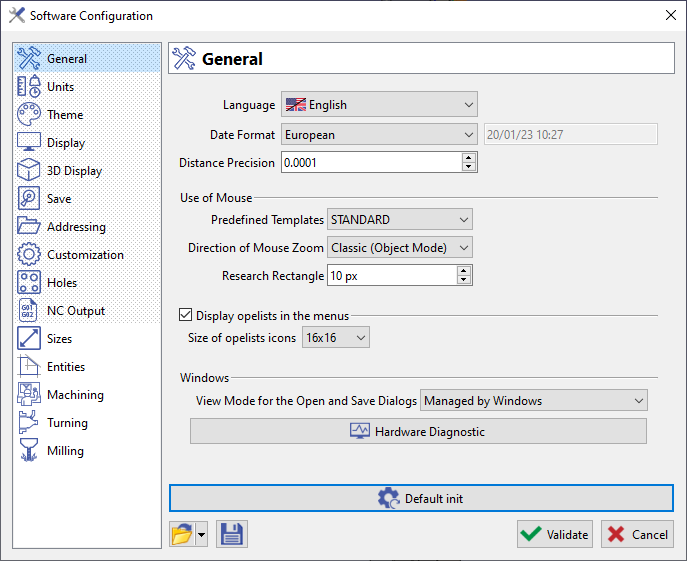 Software Configuration
General
Units
Theme
Display
3D Display
Save
Addressing
Customization
Holes
G01
G02
NC Output
Sizes
Entities
Machining
Turning
Milling
General
Language English
Date Format European 20/01/23 10:27
Distance Precision 0.0001
Use of Mouse
Predefined Templates STANDARD
Direction of Mouse Zoom Classic (Object Mode)
Research Rectangle 10 px
Display opelists in the menus
Size of opelists icons 16x16
Windows
View Mode for the Open and Save Dialogs Managed by Windows
Hardware Diagnostic
Default init
Validate Cancel